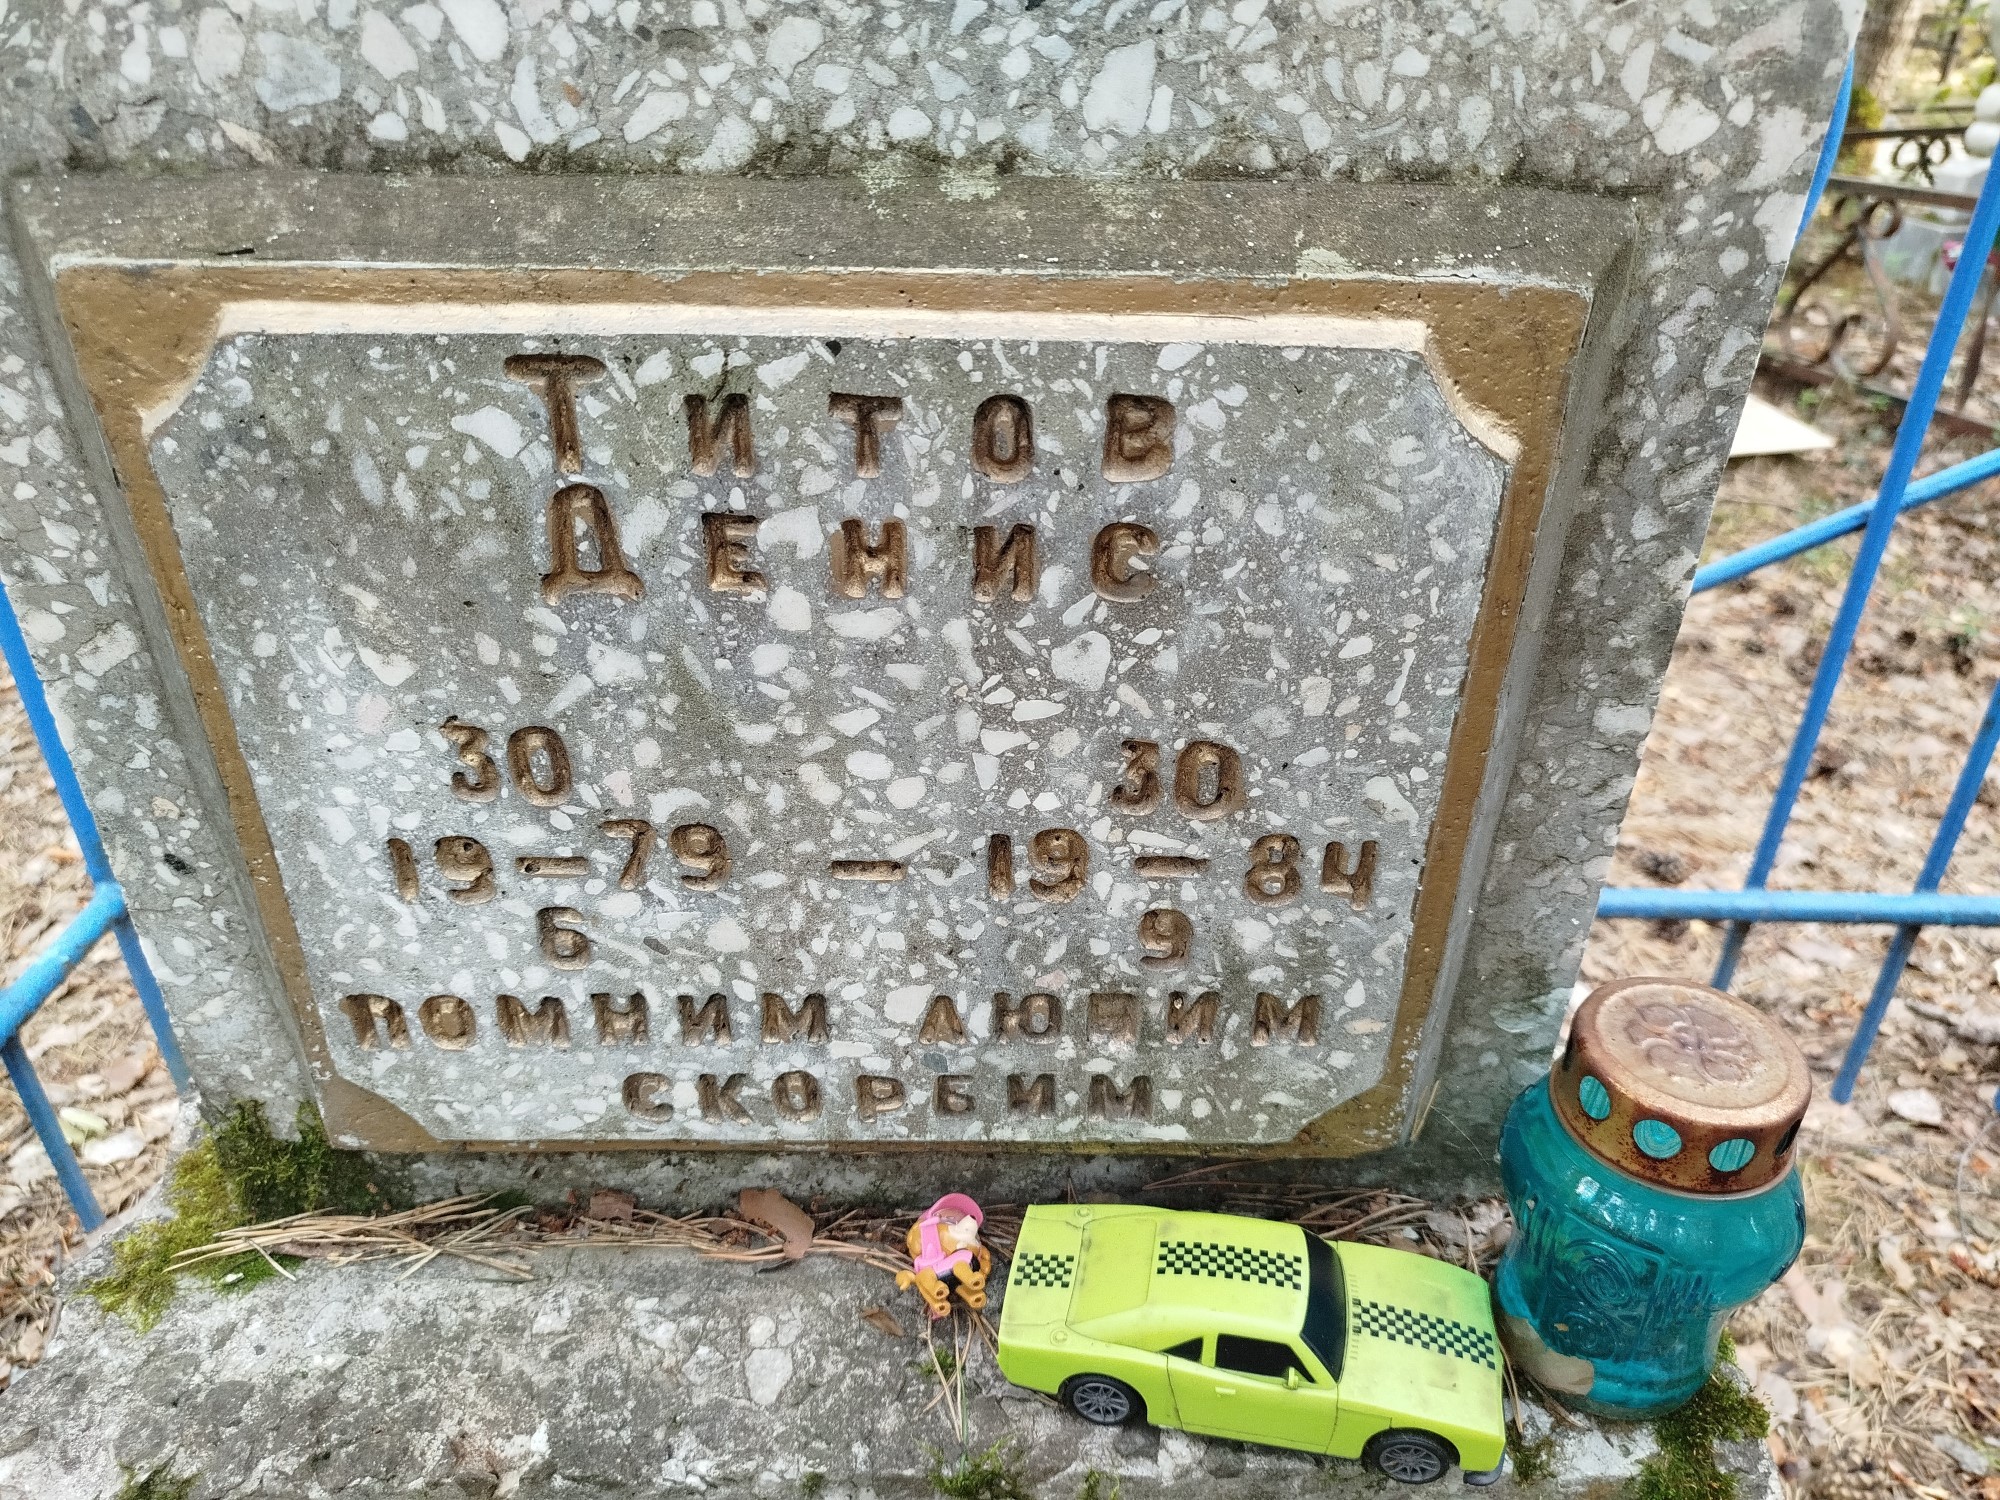 Титов
Денис
30 30
19–79 – 19–84
6 9
ПОМНИМ ЛЮБИМ
СКОРБИМ